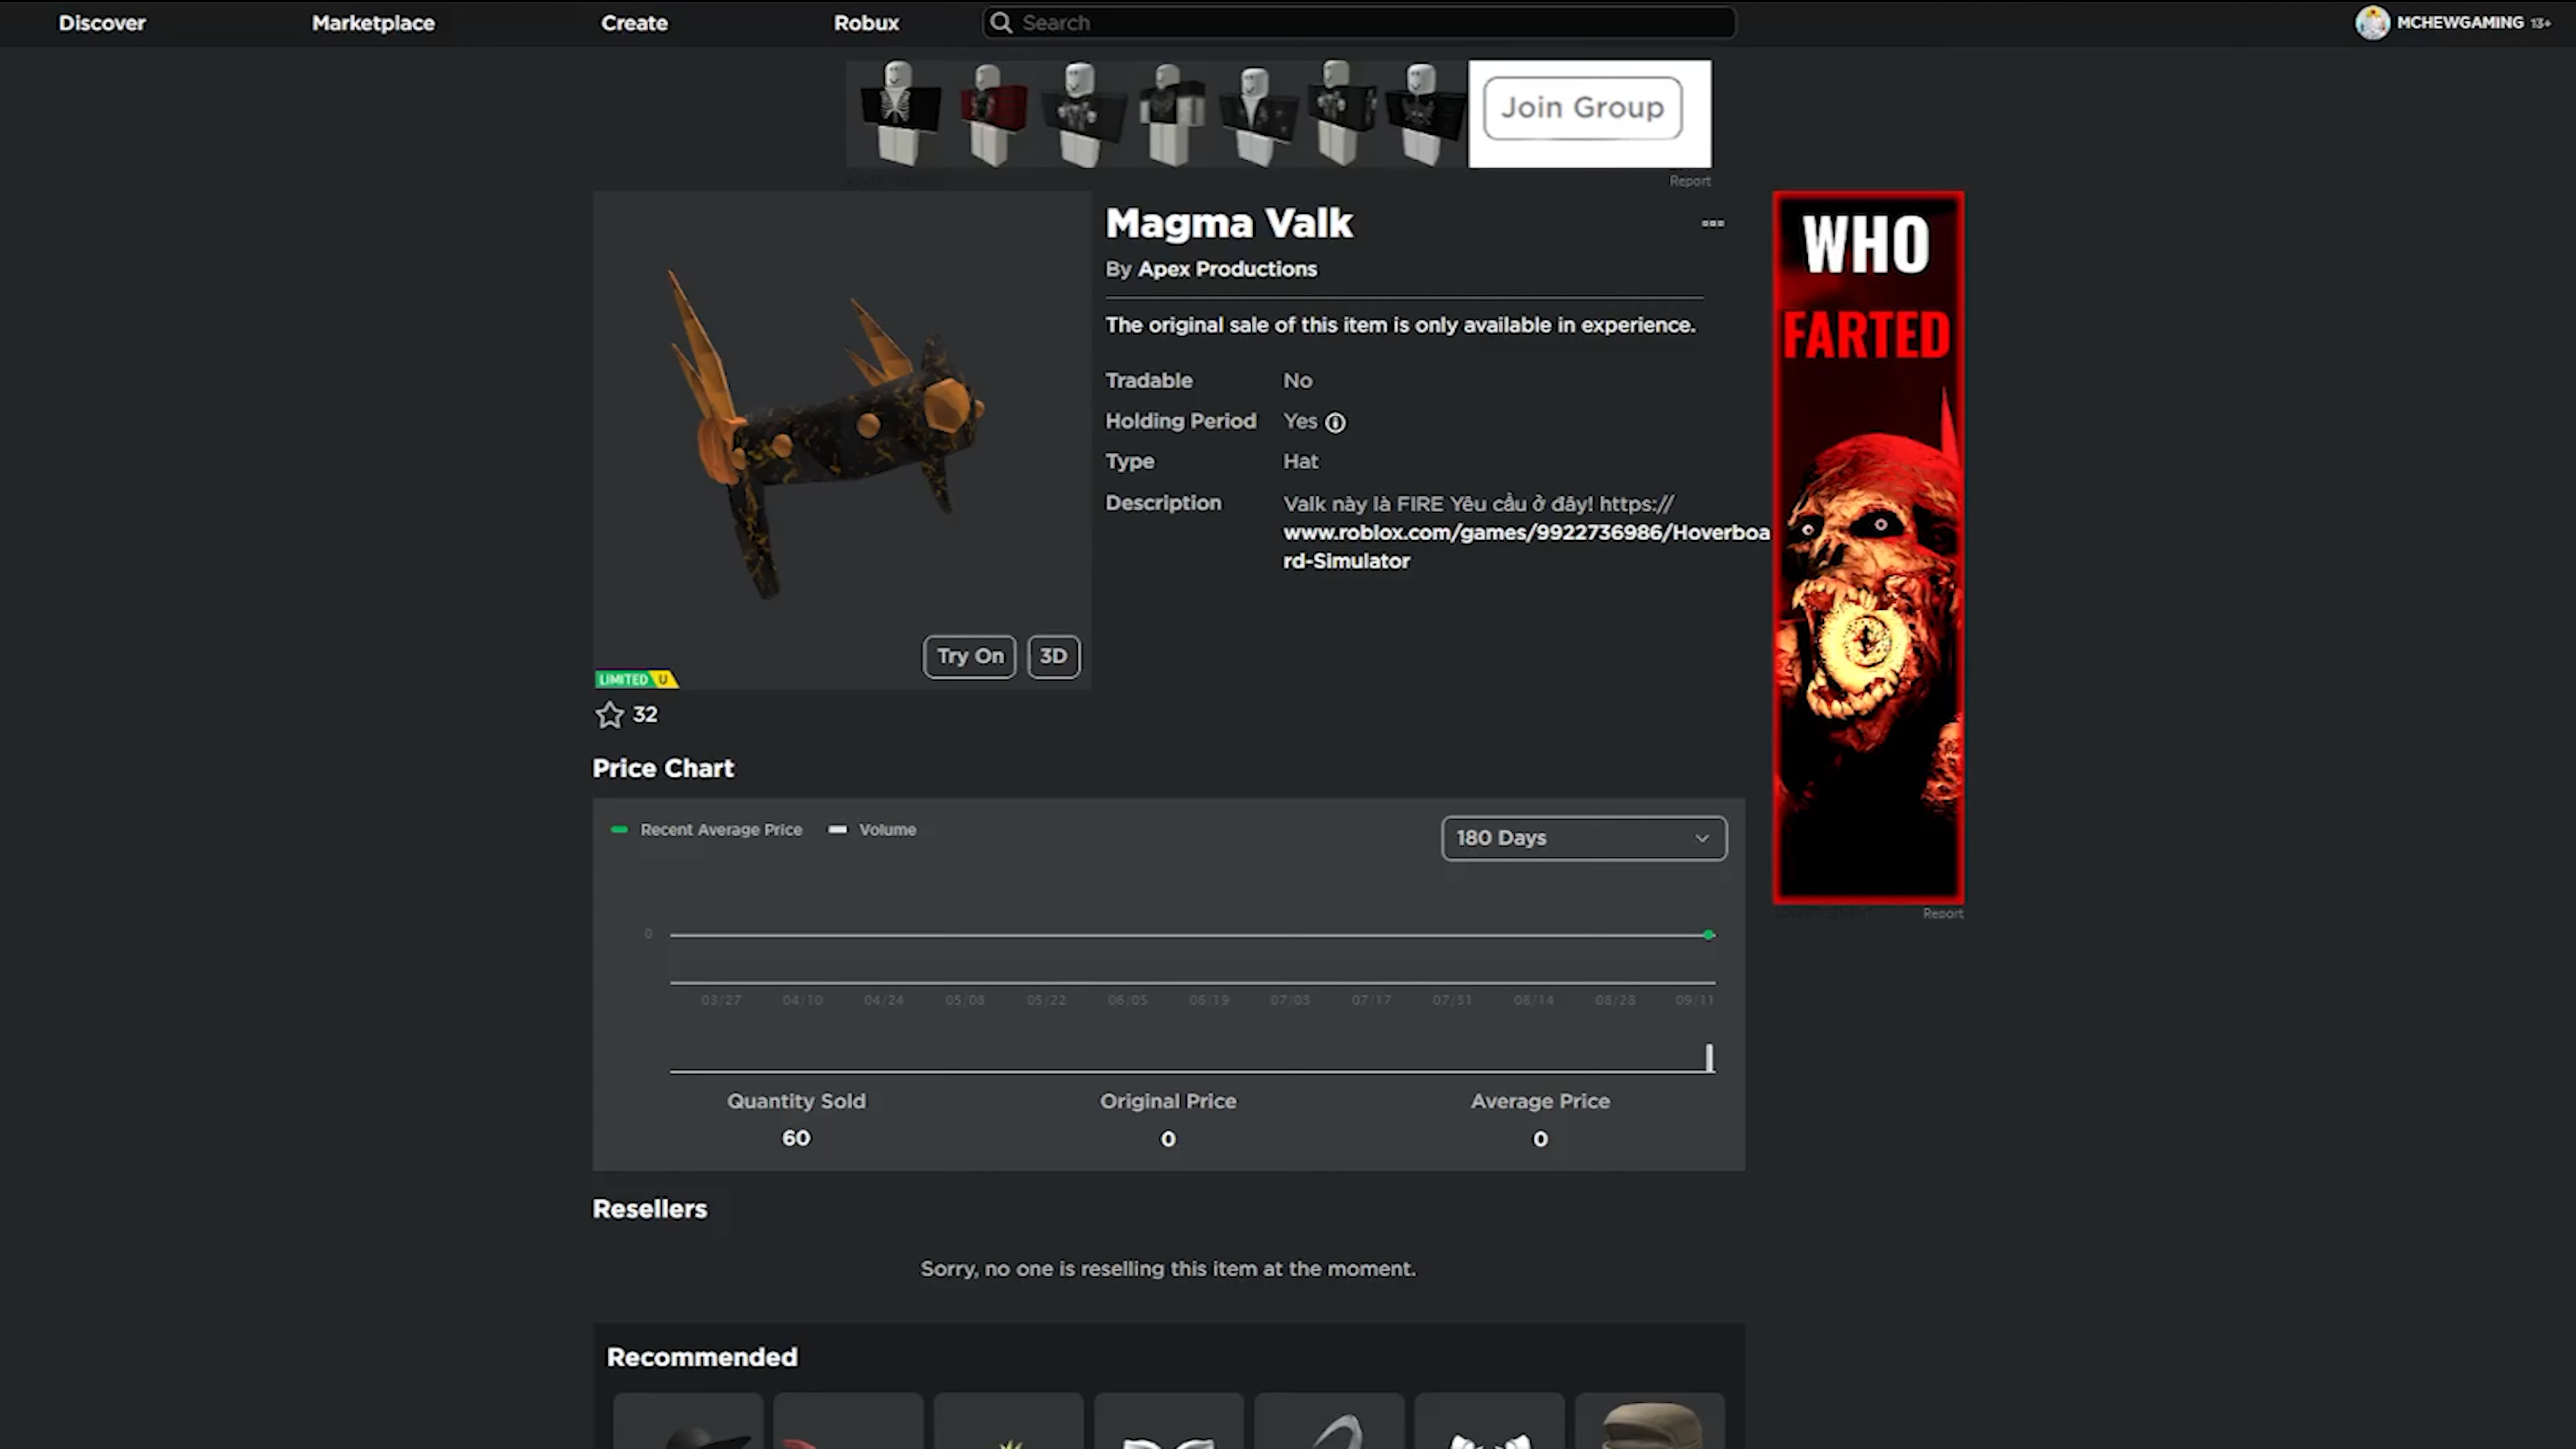 Discover Marketplace Create Robux Search MCHEWGAMING 13+
Join Group
Report
Magma Valk
By Apex Productions
The original sale of this item is only available in experience.
Tradable No
Holding Period Yes
Type Hat
Description Valk này là FIRE Yêu cầu ở đây! https://
www.roblox.com/games/9922736986/Hoverboa
rd-Simulator
Try On 3D
LIMITED U
32
WHO
FARTED
Report
Price Chart
Recent Average Price Volume 180 Days
0
03/27 04/10 04/24 05/08 05/22 06/05 06/19 07/03 07/17 07/31 08/14 08/28 09/11
Quantity Sold Original Price Average Price
60 0 0
Resellers
Sorry, no one is reselling this item at the moment.
Recommended